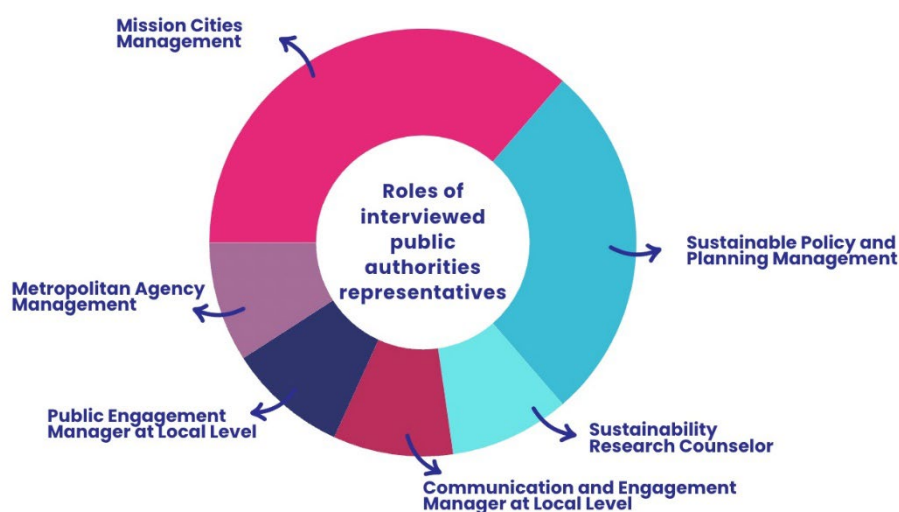 Mission Cities
Management
Roles of
interviewed
public
authorities
representatives
Sustainable Policy and
Planning Management
Metropolitan Agency
Management
Public Engagement
Manager at Local Level
Sustainability
Research Counselor
Communication and Engagement
Manager at Local Level